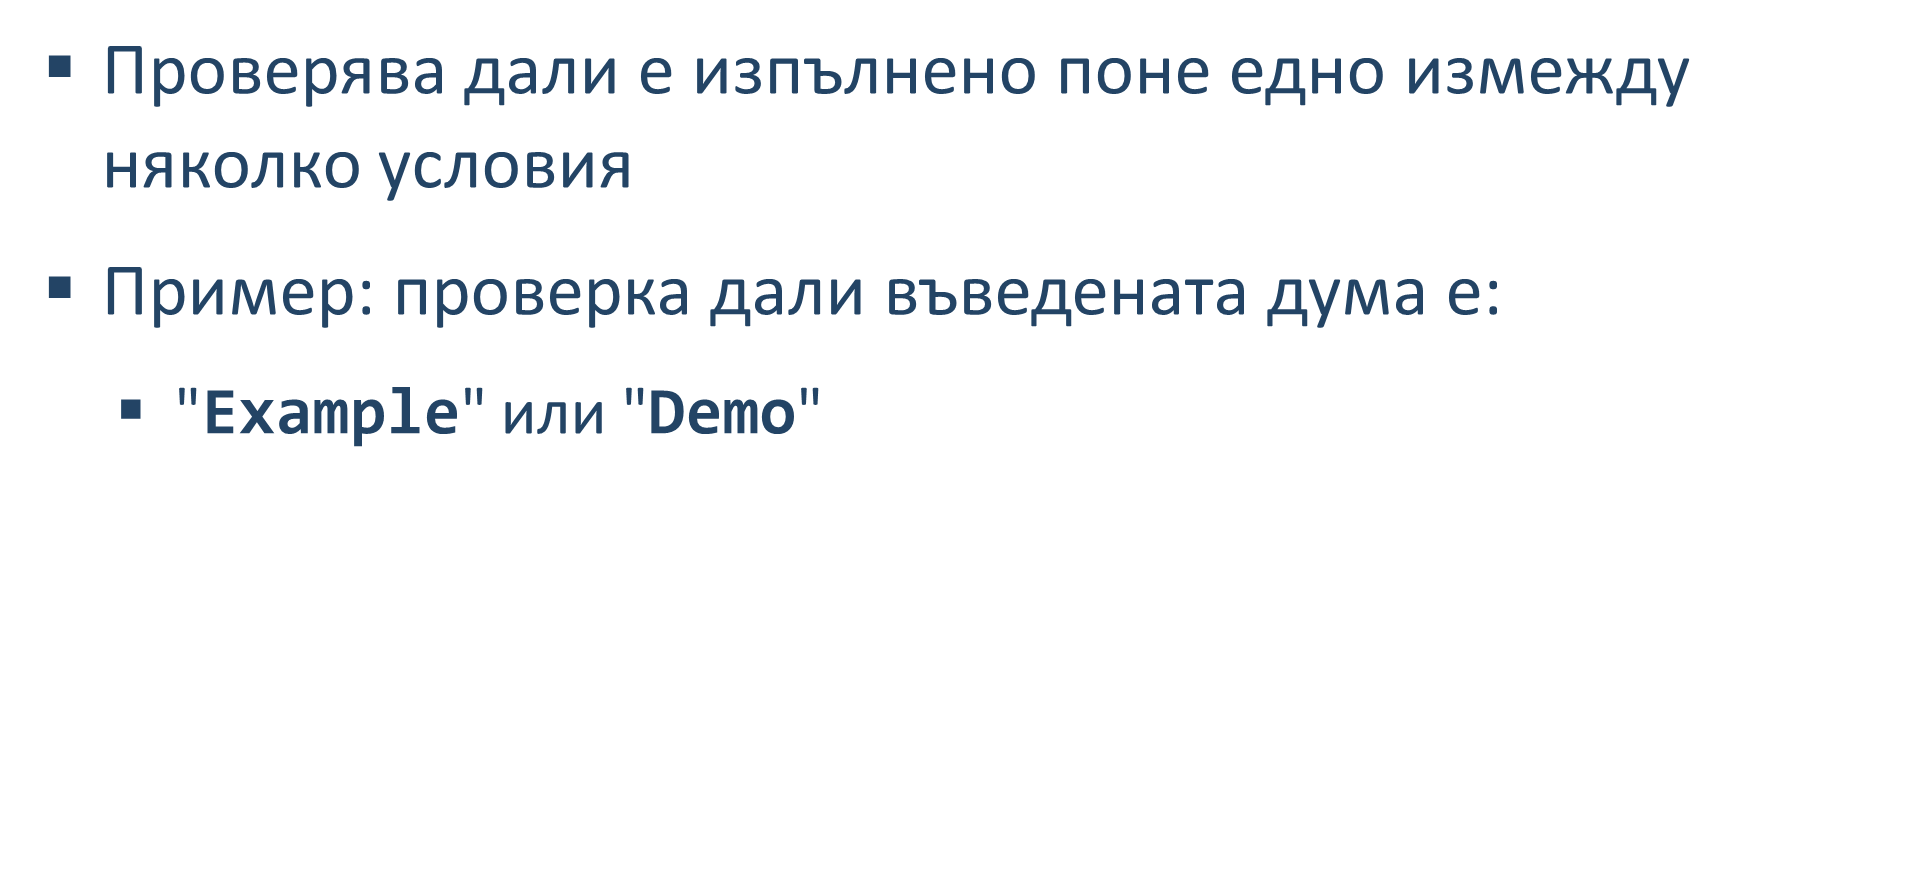 ▪ Проверява дали е изпълнено поне едно измежду
няколко условия
▪ Пример: проверка дали въведената дума е:
▪ "Example" или "Demo"